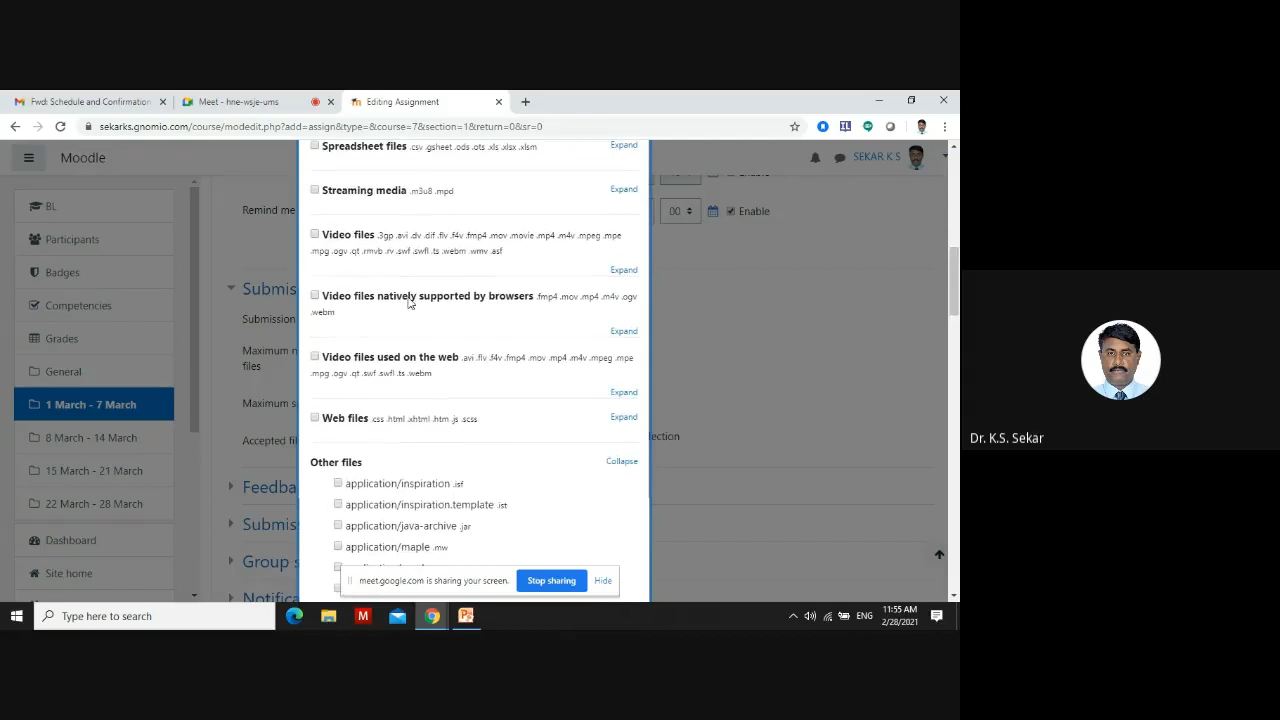 Fwd: Schedule and Confirmation
Meet - hne-wsje-ums
Editing Assignment
sekarks.gnomio.com/course/modedit.php?add=assign&type=&course=7&section=1&return=0&sr=0
Moodle
SEKAR K S
BL
Participants
Badges
Competencies
Grades
General
1 March - 7 March
8 March - 14 March
15 March - 21 March
22 March - 28 March
Dashboard
Site home
Remind me
00
Enable
Submiss
Submission
Maximum n
files
Maximum s
Accepted fil
lection
Feedba
Submis
Group s
Notifica
Spreadsheet files .csv .gsheet .ods .ots .xls .xlsx .xlsm
Expand
Streaming media .m3u8 .mpd
Expand
Video files .3gp .avi .dv .dif .flv .f4v .fmp4 .mov .movie .mp4 .m4v .mpeg .mpe
.mpg .ogv .qt .rmvb .rv .swf .swfl .ts .webm .wmv .asf
Expand
Video files natively supported by browsers .fmp4 .mov .mp4 .m4v .ogv
.webm
Expand
Video files used on the web .avi .flv .f4v .fmp4 .mov .mp4 .m4v .mpeg .mpe
.mpg .ogv .qt .swf .swfl .ts .webm
Expand
Web files .css .html .xhtml .htm .js .scss
Expand
Other files
Collapse
application/inspiration .isf
application/inspiration.template .ist
application/java-archive .jar
application/maple .mw
meet.google.com is sharing your screen.
Stop sharing
Hide
Type here to search
ENG
11:55 AM
2/28/2021
Dr. K.S. Sekar